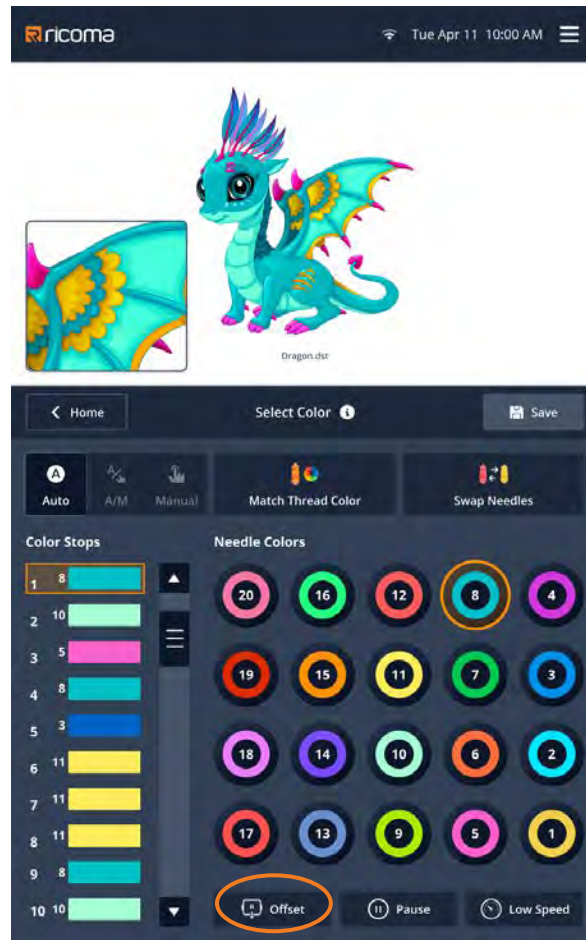 ricoma
Tue Apr 11 10:00 AM
Dragon.dst
Home
Select Color
Save
A
Auto
A/M
Manual
Match Thread Color
Swap Needles
Color Stops
Needle Colors
1 8
2 10
3 5
4 8
5 3
6 11
7 11
8 11
9 8
10 10
20 16 12 8 4
19 15 11 7 3
18 14 10 6 2
17 13 9 5 1
Offset
Pause
Low Speed